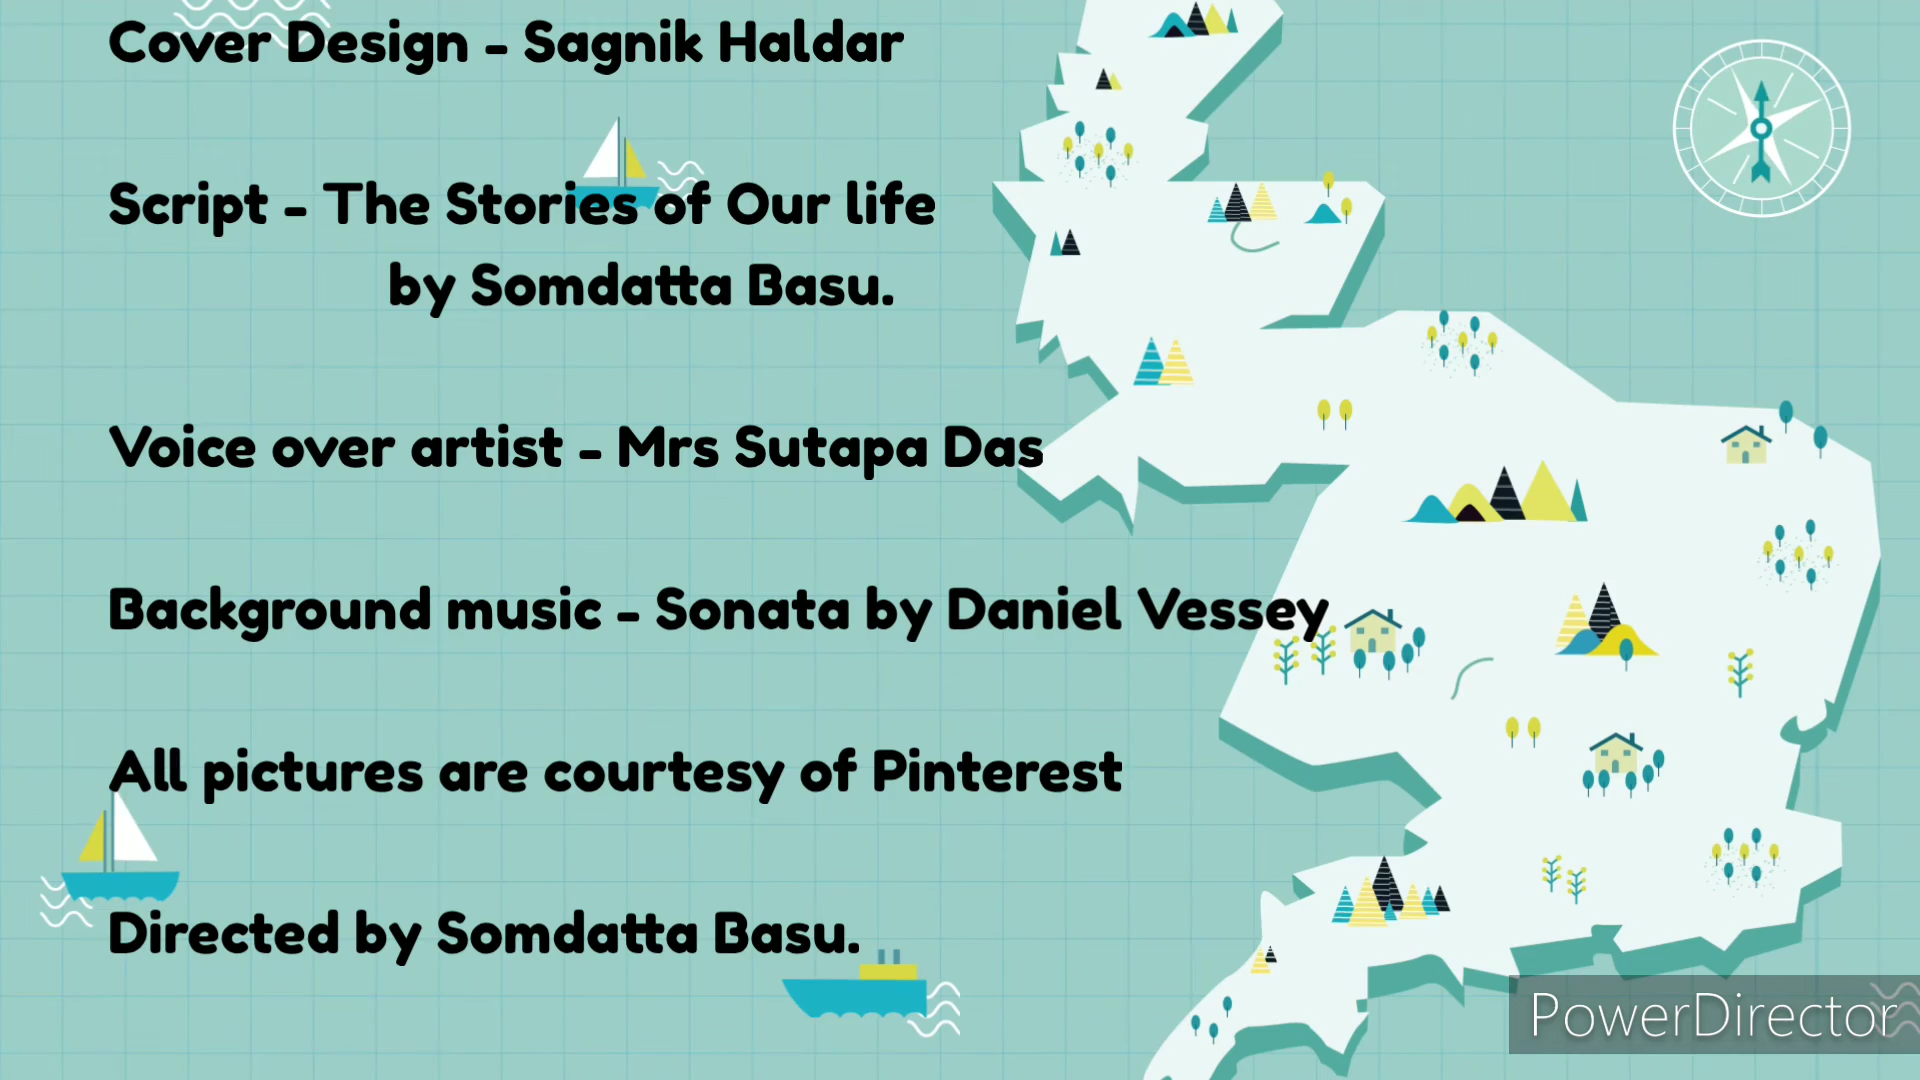 Cover Design - Sagnik Haldar
Script - The Stories of Our life
by Somdatta Basu.
Voice over artist - Mrs Sutapa Das
Background music - Sonata by Daniel Vessey
All pictures are courtesy of Pinterest
Directed by Somdatta Basu.
PowerDirector